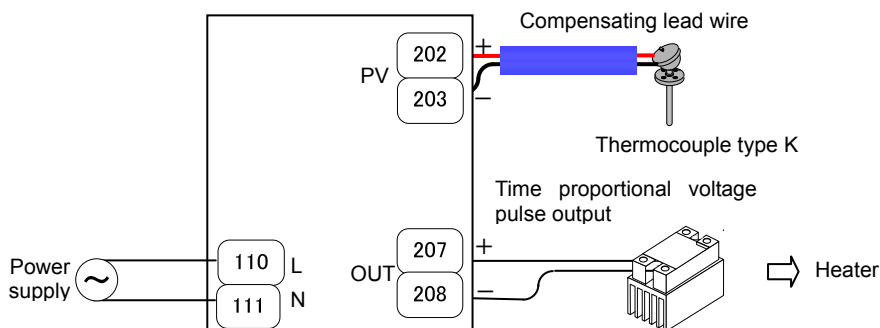 Compensating lead wire
202
+
PV
203
−
Thermocouple type K
Time proportional voltage
pulse output
207
+
110
L
OUT
Power
supply
~
Heater
208
−
111
N